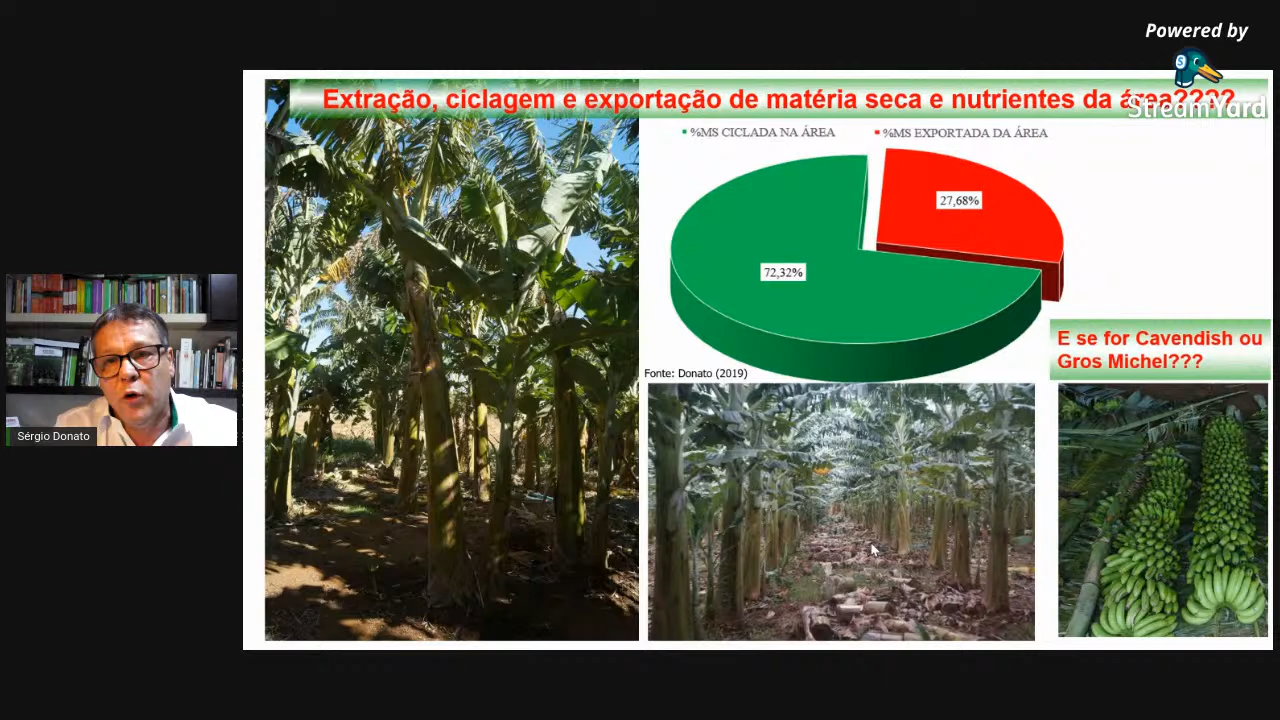 Powered by
StreamYard
Extração, ciclagem e exportação de matéria seca e nutrientes da área????
%MS CICLADA NA ÁREA
%MS EXPORTADA DA ÁREA
27,68%
72,32%
E se for Cavendish ou
Gros Michel???
Fonte: Donato (2019)
Sérgio Donato